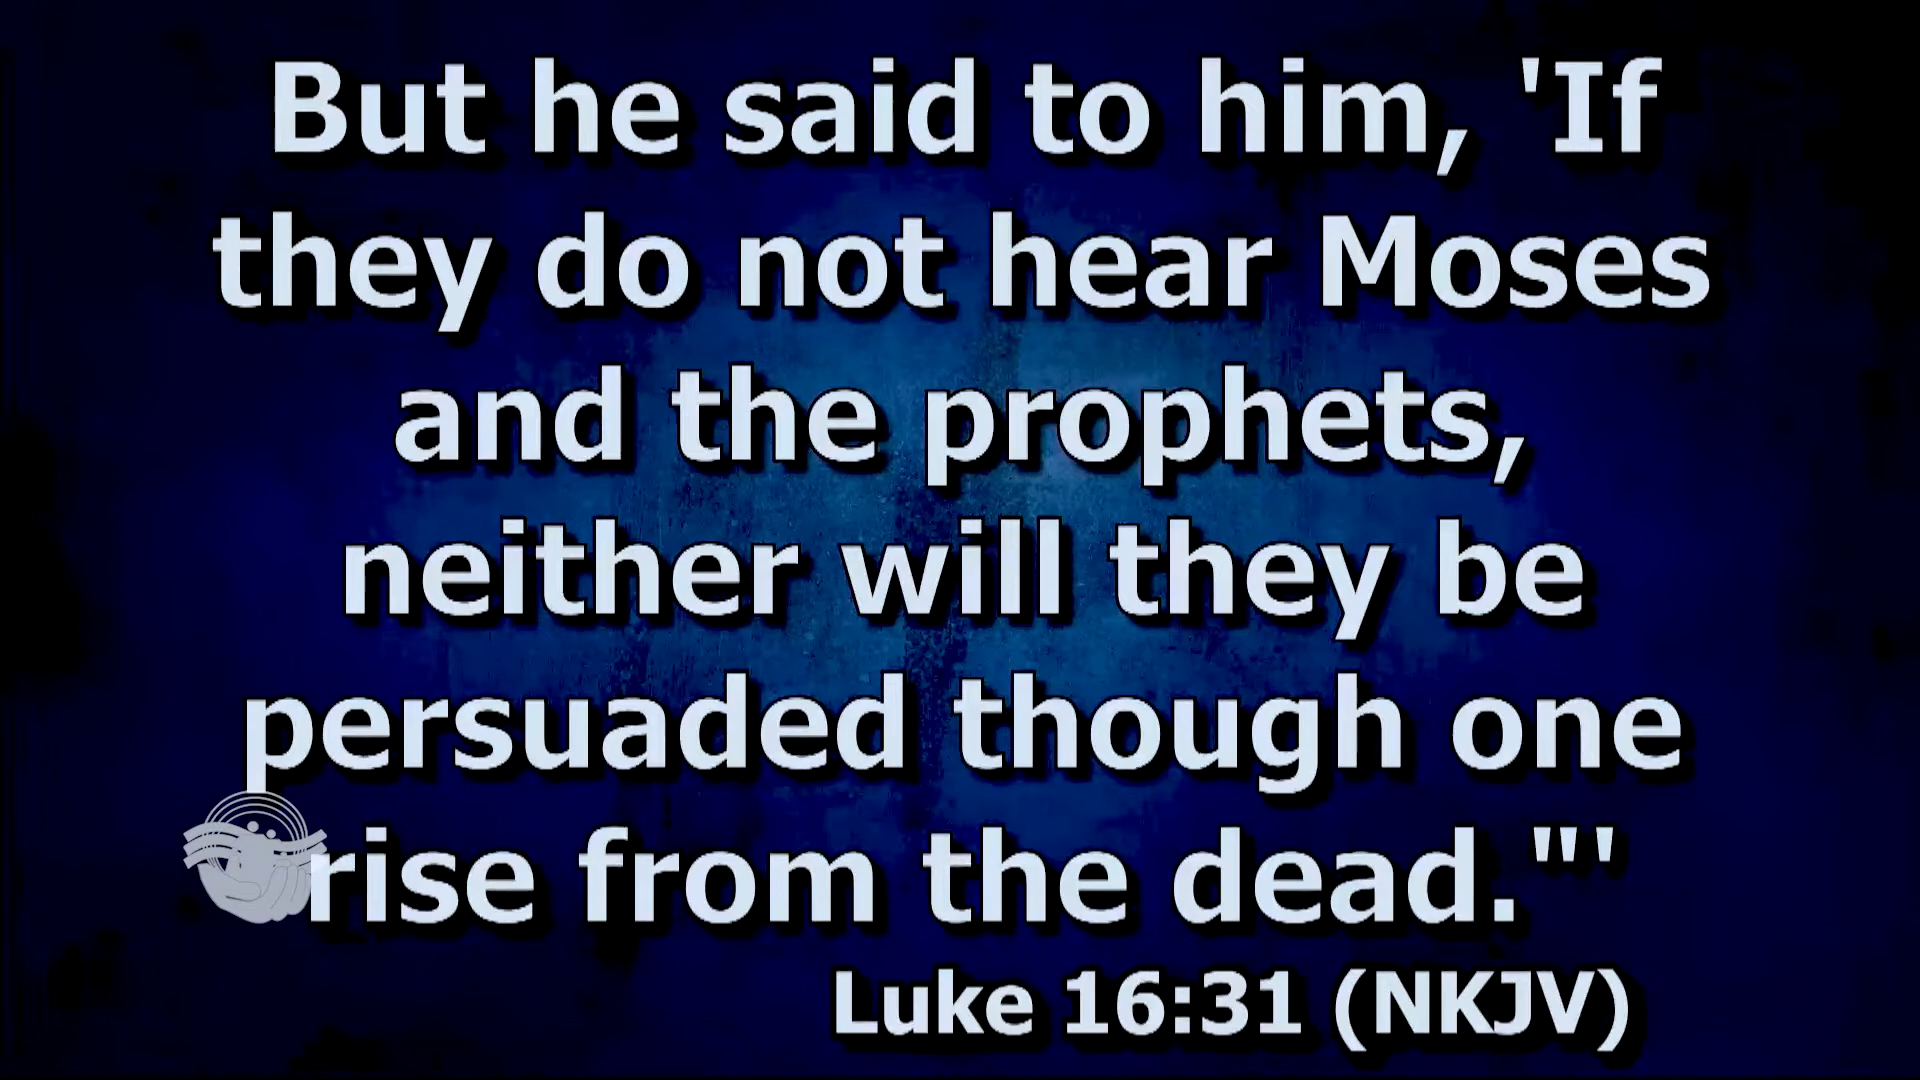 But he said to him, 'If
they do not hear Moses
and the prophets,
neither will they be
persuaded though one
rise from the dead."'
Luke 16:31 (NKJV)